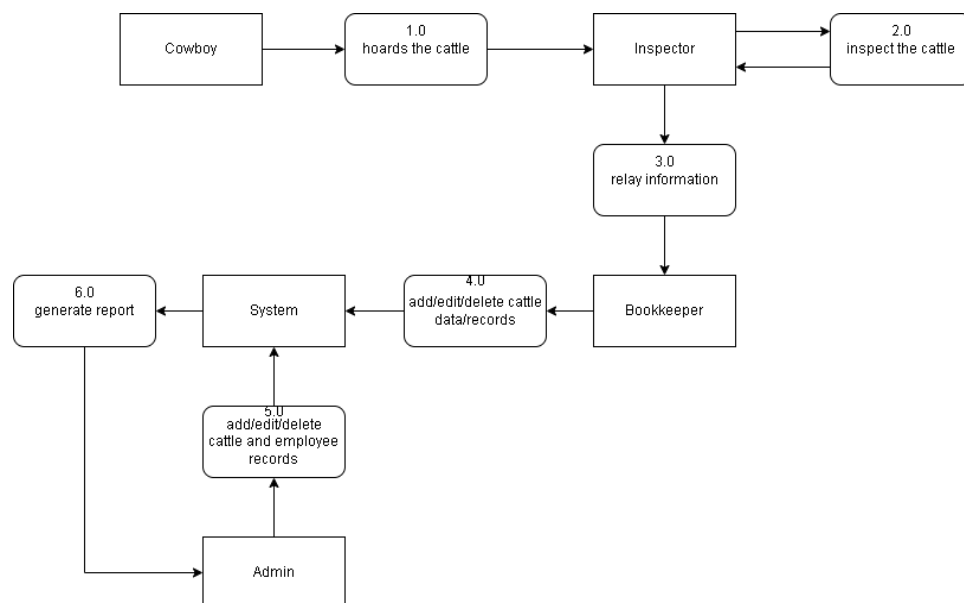 Cowboy
1.0
hoards the cattle
Inspector
2.0
inspect the cattle
3.0
relay information
6.0
generate report
System
4.0
add/edit/delete cattle
data/records
Bookkeeper
5.0
add/edit/delete
cattle and employee
records
Admin